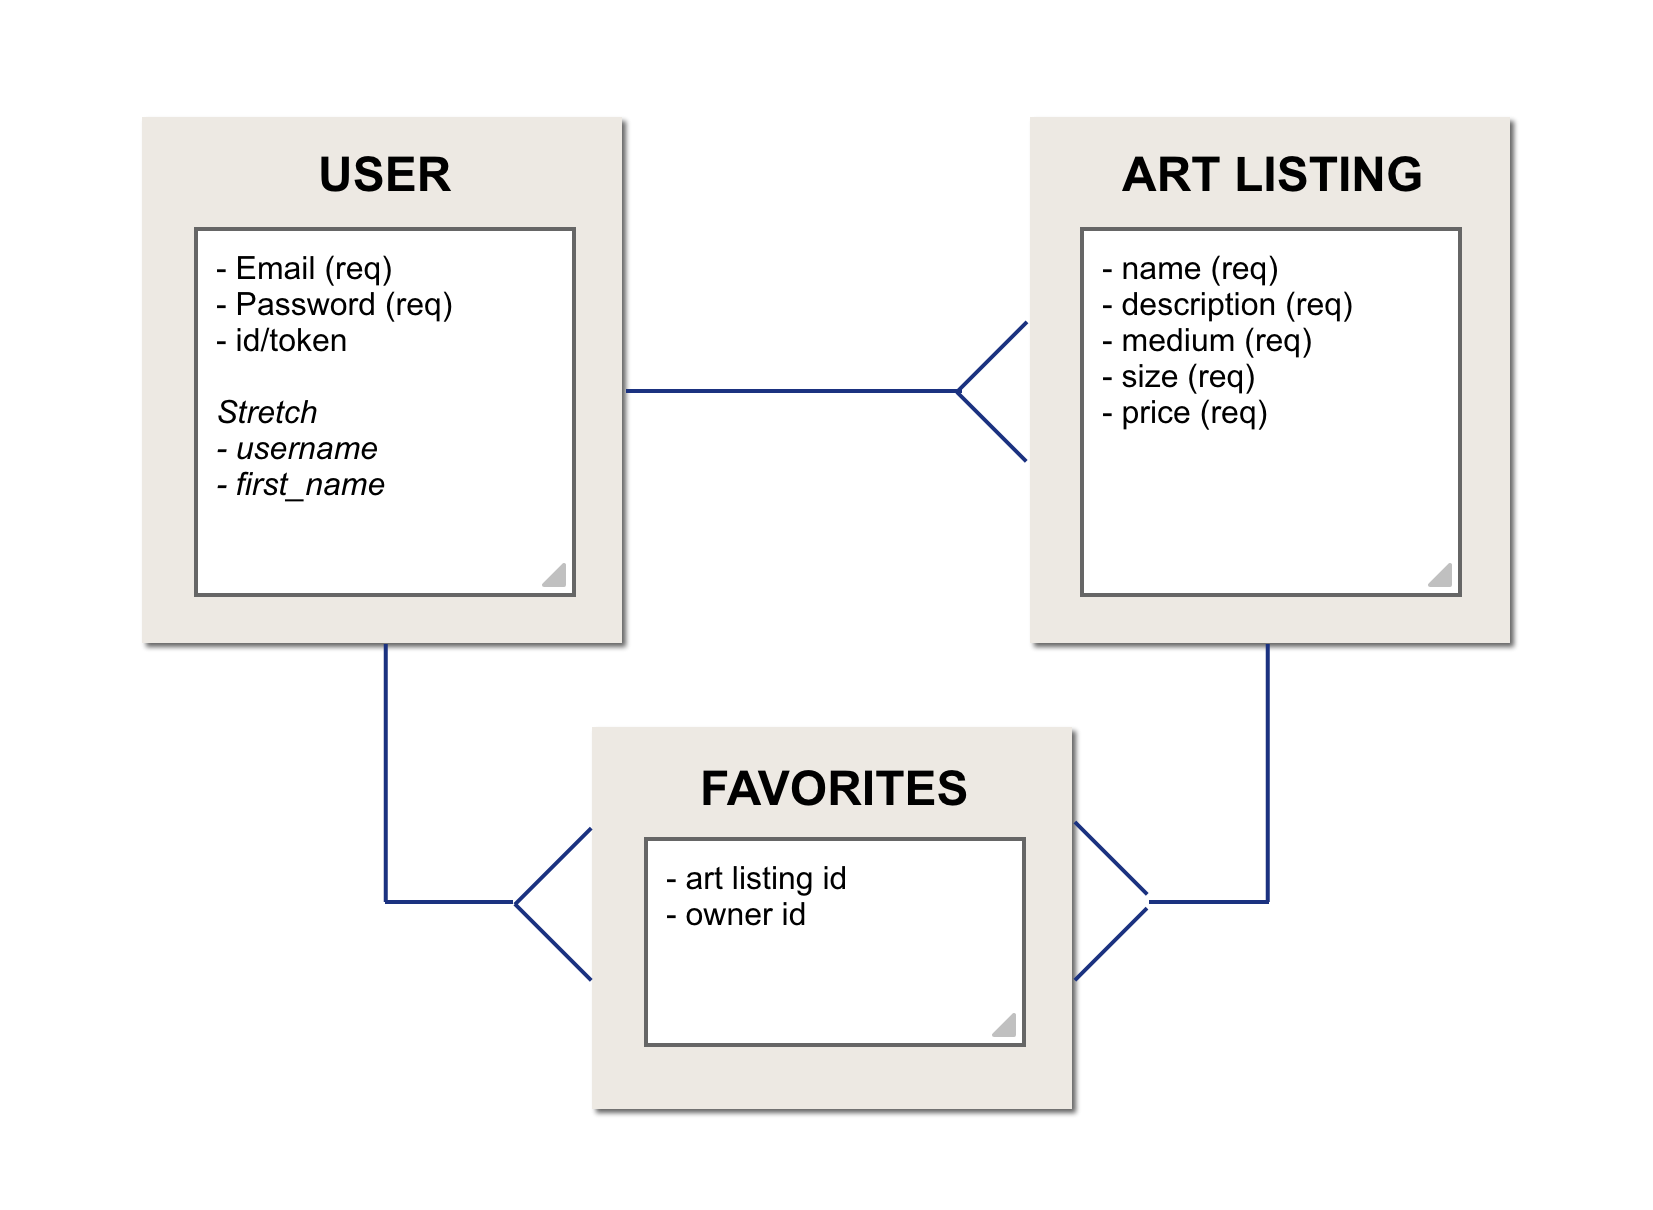 USER
- Email (req)
- Password (req)
- id/token
Stretch
- username
- first_name
ART LISTING
- name (req)
- description (req)
- medium (req)
- size (req)
- price (req)
FAVORITES
- art listing id
- owner id